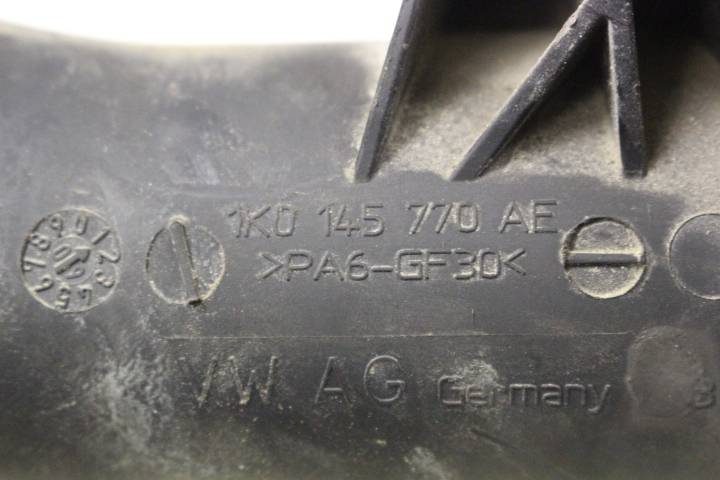 1K0 145 770 AE
>PA6-GF30<
VW AG Germany